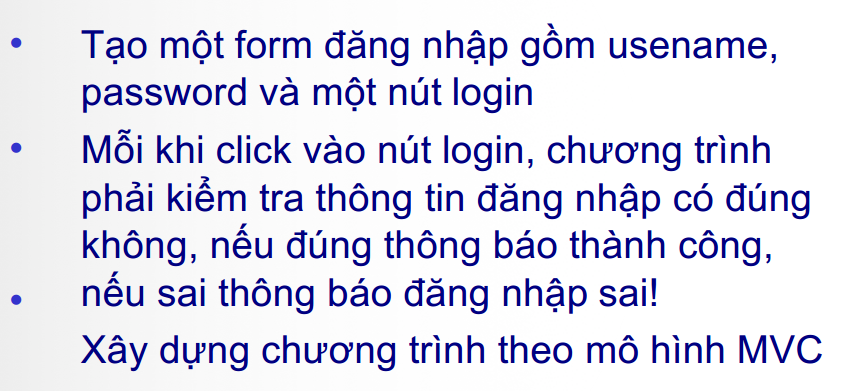 • Tạo một form đăng nhập gồm usename,
password và một nút login
• Mỗi khi click vào nút login, chương trình
phải kiểm tra thông tin đăng nhập có đúng
không, nếu đúng thông báo thành công,
• nếu sai thông báo đăng nhập sai!
Xây dựng chương trình theo mô hình MVC